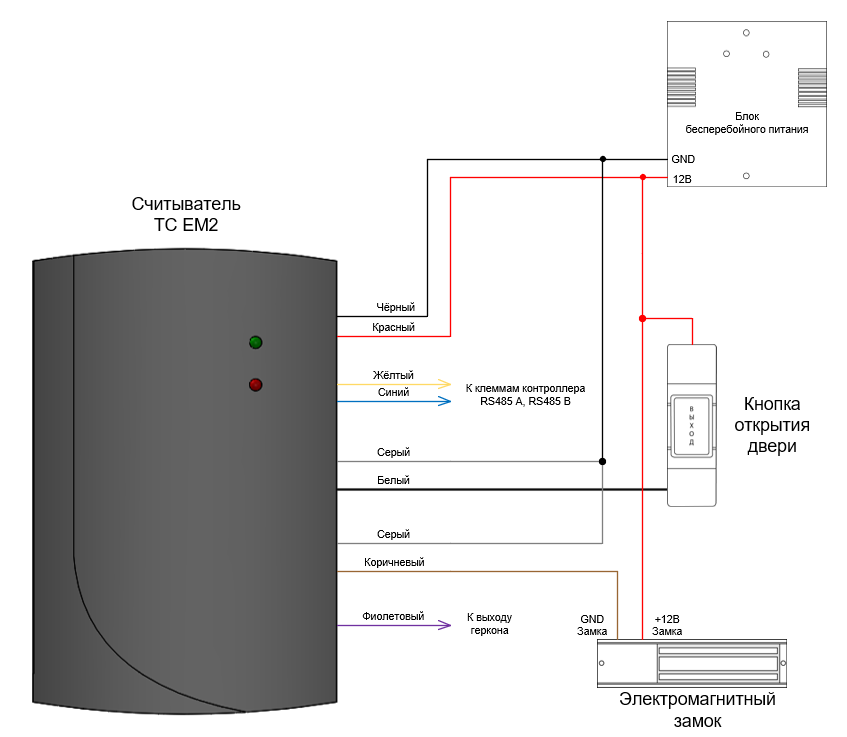 Блок
бесперебойного питания
GND
12В
Считыватель
TC EM2
Чёрный
Красный
Жёлтый
Синий
К клеммам контроллера
RS485 A, RS485 B
Серый
Белый
ВЫХОД
Кнопка
открытия
двери
Серый
Коричневый
Фиолетовый
К выходу
геркона
GND
Замка
+12В
Замка
Электромагнитный
замок